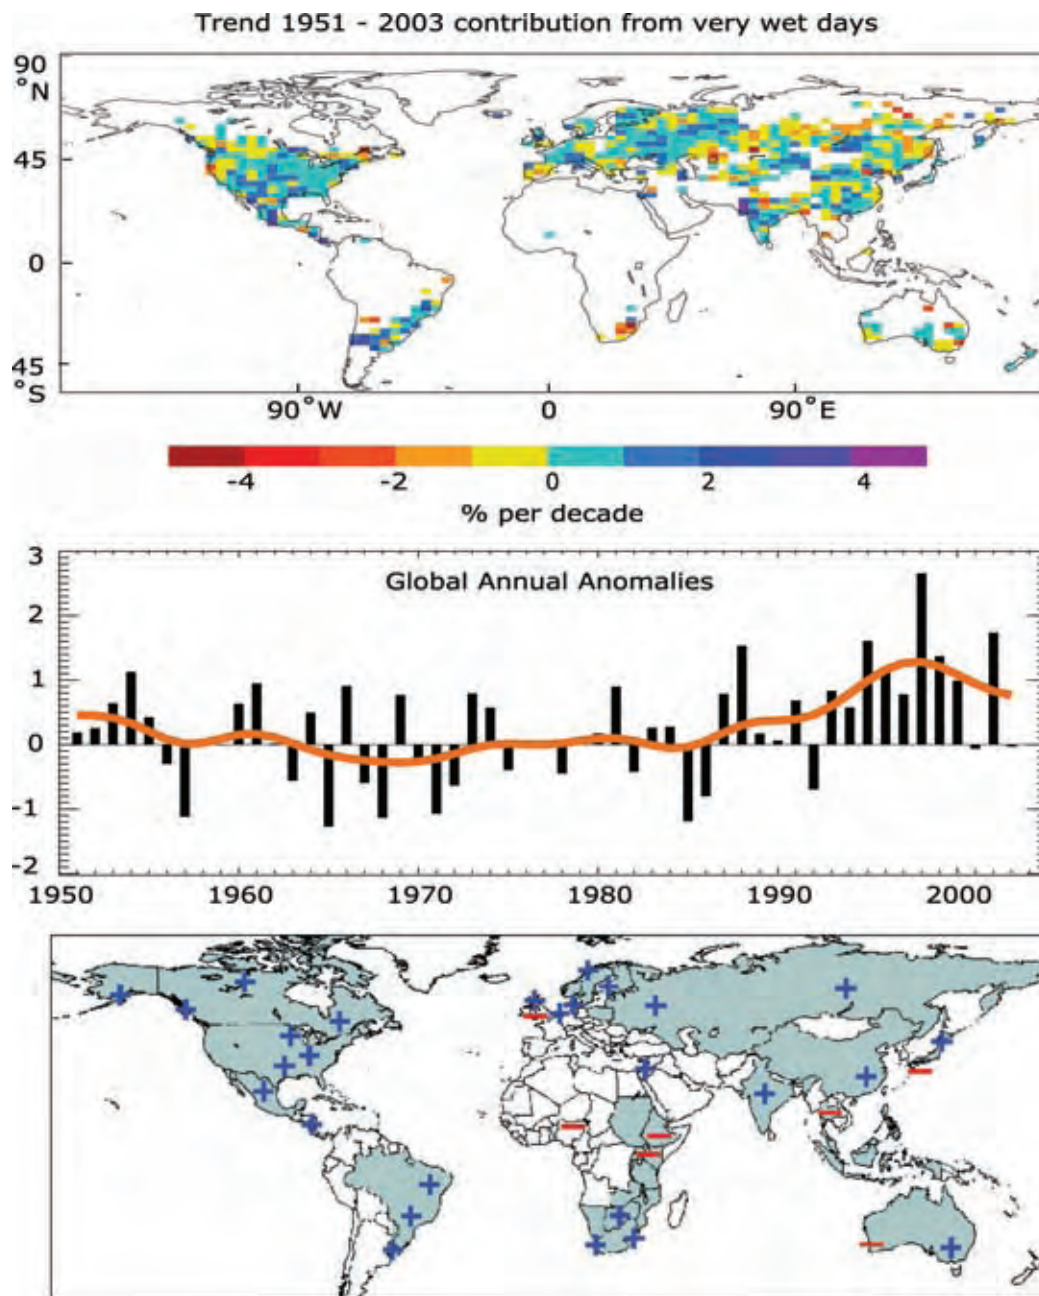 Trend 1951 - 2003 contribution from very wet days
90
°N
45
0
45
°S
90°W 0 90°E
-4 -2 0 2 4
% per decade
3
Global Annual Anomalies
2
1
0
-1
-2
1950 1960 1970 1980 1990 2000